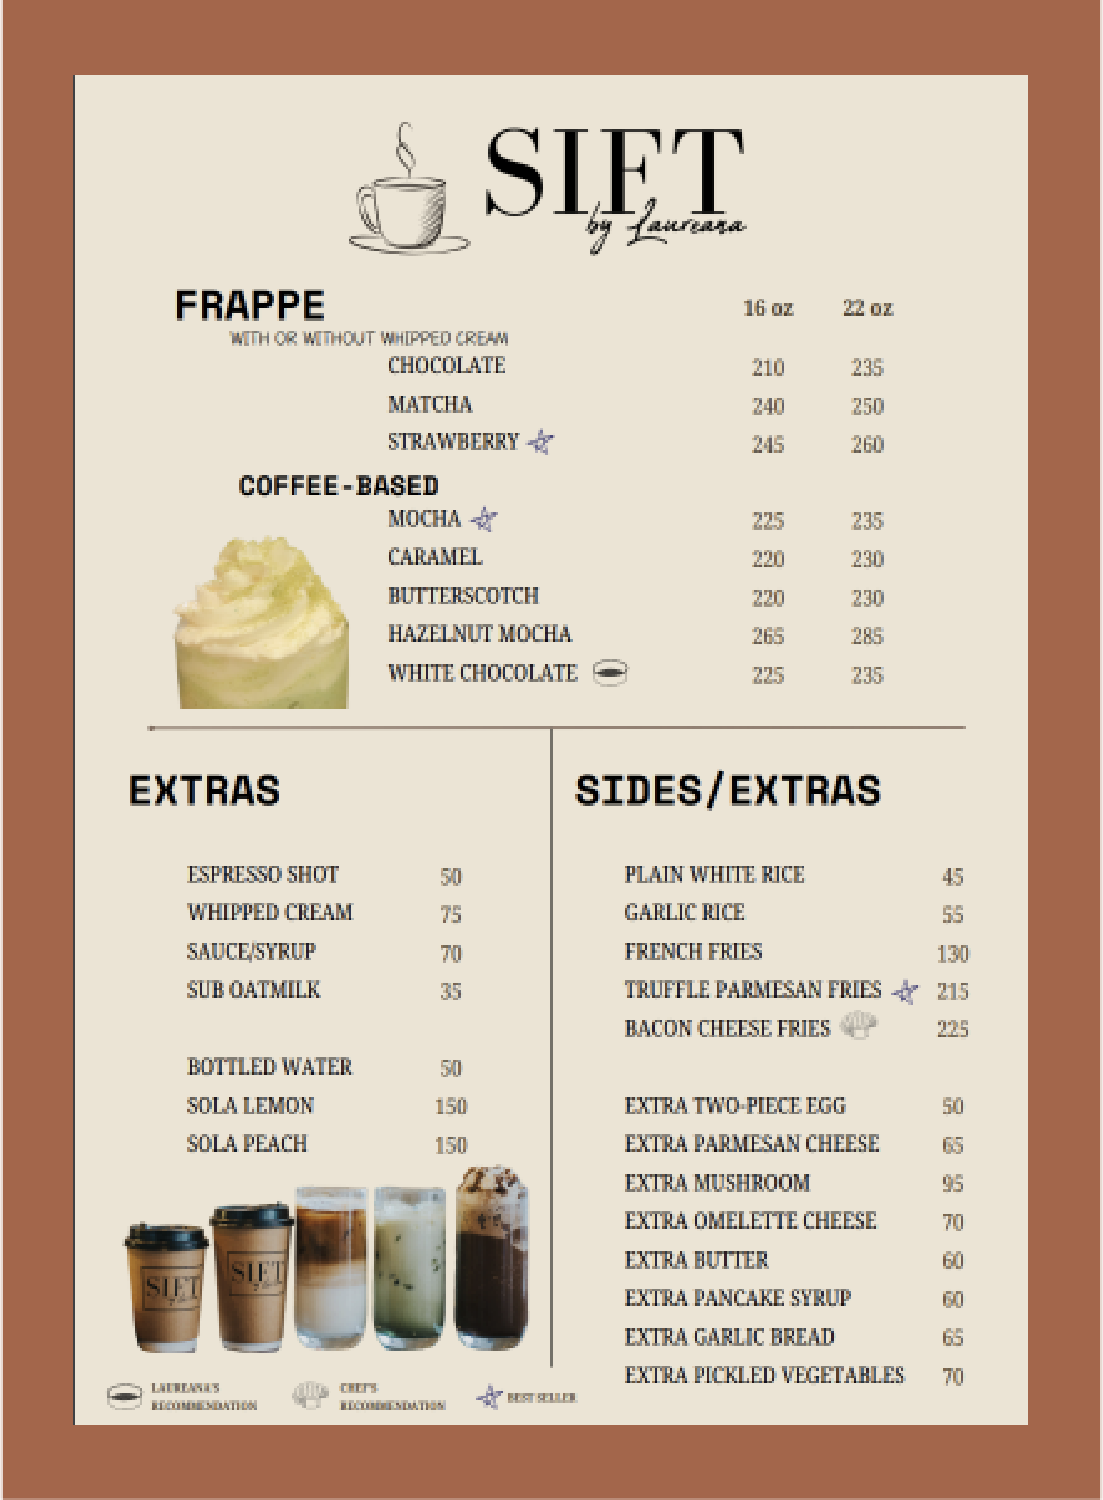 SIFT
by Laureana
FRAPPE 16 oz 22 oz
WITH OR WITHOUT WHIPPED CREAM
CHOCOLATE 210 235
MATCHA 240 250
STRAWBERRY 245 260
COFFEE-BASED
MOCHA 225 235
CARAMEL 220 230
BUTTERSCOTCH 220 230
HAZELNUT MOCHA 265 285
WHITE CHOCOLATE 225 235
EXTRAS
ESPRESSO SHOT 50
WHIPPED CREAM 75
SAUCE/SYRUP 70
SUB OATMILK 35
BOTTLED WATER 50
SOLA LEMON 150
SOLA PEACH 150
SIFT
SIFT
LAUREANA'S
RECOMMENDATION
CHEF'S
RECOMMENDATION
BEST SELLER
SIDES/EXTRAS
PLAIN WHITE RICE 45
GARLIC RICE 55
FRENCH FRIES 130
TRUFFLE PARMESAN FRIES 215
BACON CHEESE FRIES 225
EXTRA TWO-PIECE EGG 50
EXTRA PARMESAN CHEESE 65
EXTRA MUSHROOM 95
EXTRA OMELETTE CHEESE 70
EXTRA BUTTER 60
EXTRA PANCAKE SYRUP 60
EXTRA GARLIC BREAD 65
EXTRA PICKLED VEGETABLES 70